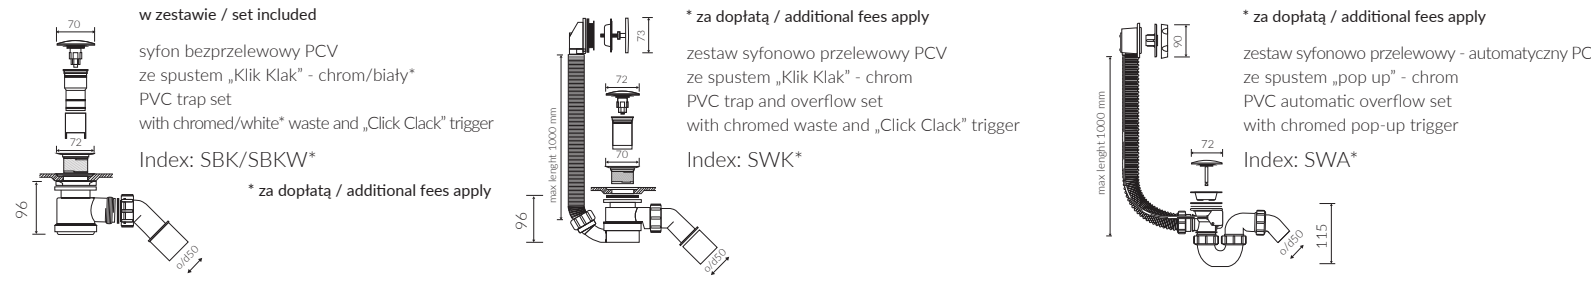 w zestawie / set included
syfon bezprzelewowy PCV
ze spustem „Klik Klak” - chrom/biały*
PVC trap set
with chromed/white* waste and „Click Clack” trigger
Index: SBK/SBKW*
* za dopłatą / additional fees apply
70
72
96
o/d50
* za dopłatą / additional fees apply
zestaw syfonowo przelewowy PCV
ze spustem „Klik Klak” - chrom
PVC trap and overflow set
with chromed waste and „Click Clack” trigger
Index: SWK*
73
72
70
max lenght 1000 mm
96
o/d50
* za dopłatą / additional fees apply
zestaw syfonowo przelewowy - automatyczny PC
ze spustem „pop up” - chrom
PVC automatic overflow set
with chromed pop-up trigger
Index: SWA*
90
max lenght 1000 mm
72
115
o/d50